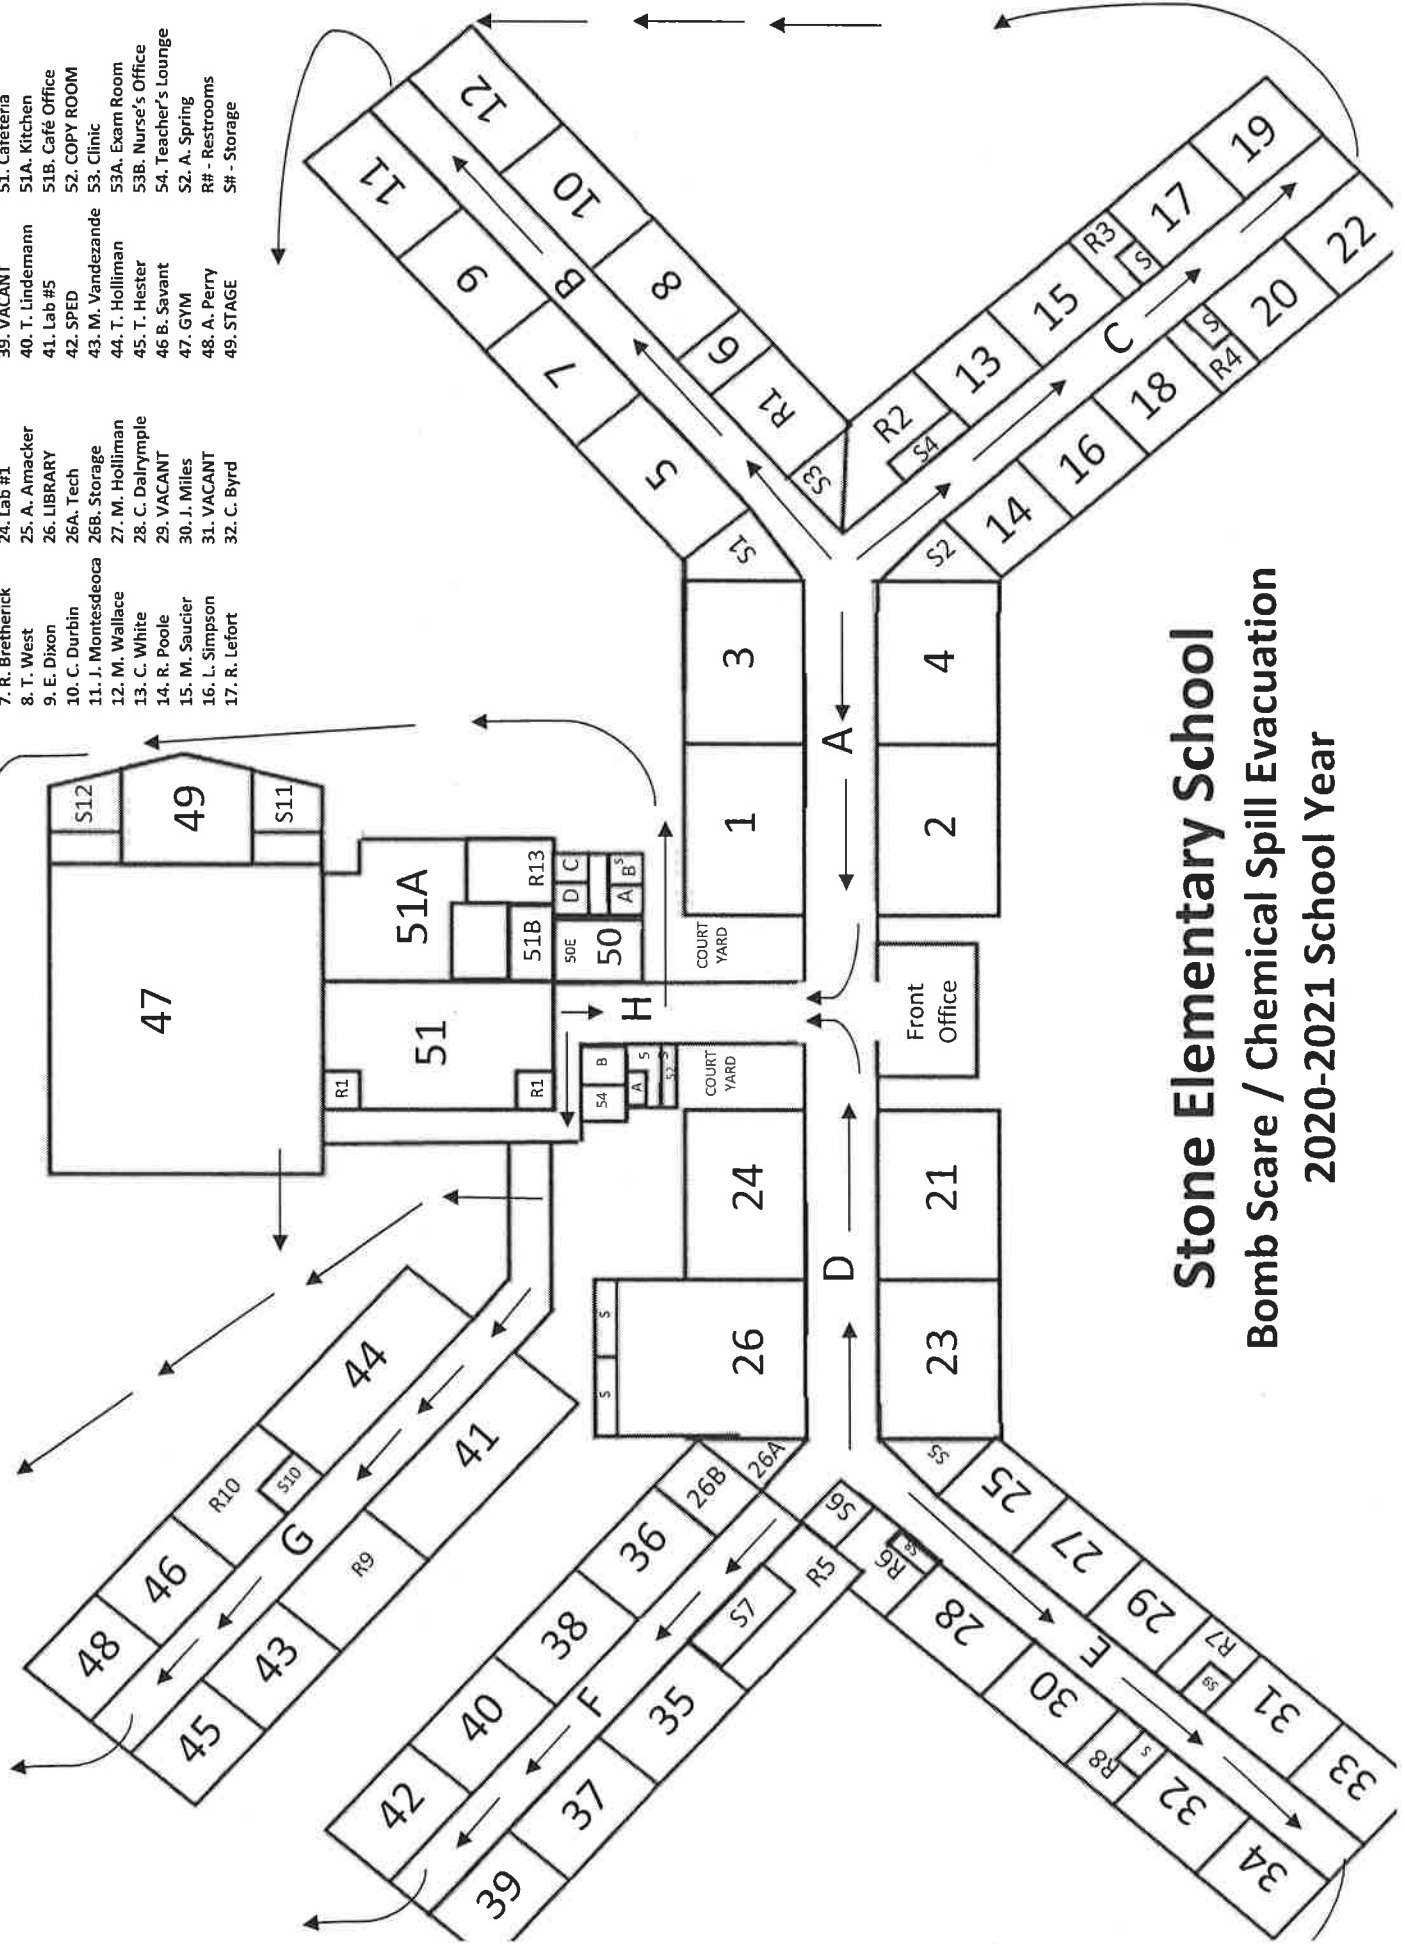 7. R. Bretherick
8. T. West
9. E. Dixon
10. C. Durbin
11. J. Montesdeoca
12. M. Wallace
13. C. White
14. R. Poole
15. M. Saucier
16. L. Simpson
17. R. Lefort
24. Lab #1
25. A. Amacker
26. LIBRARY
26A. Tech
26B. Storage
27. M. Holliman
28. C. Dalrymple
29. VACANT
30. J. Miles
31. VACANT
32. C. Byrd
39. VACANT
40. T. Lindemann
41. Lab #5
42. SPED
43. M. Vandezande
44. T. Holliman
45. T. Hester
46 B. Savant
47. GYM
48. A. Perry
49. STAGE
51. Cafeteria
51A. Kitchen
51B. Café Office
52. COPY ROOM
53. Clinic
53A. Exam Room
53B. Nurse's Office
54. Teacher's Lounge
S2. A. Spring
R# - Restrooms
S# - Storage
47
S12
49
S11
R1
51
R1
51A
51B
R13
50E
50
D
C
A
B
S
H
54
B
A
S
S
52
COURT
YARD
COURT
YARD
48
46
R10
S10
44
G
45
43
R9
41
42
40
38
36
26B
26A
F
39
37
35
S7
R5
S
S
26
24
D
23
21
Front
Office
1
3
A
2
4
S1
5
7
9
11
B
S3
R1
6
8
10
12
R2
S4
13
15
R3
S
17
19
C
S2
14
16
18
R4
S
20
22
S6
R6
S8
28
30
R8
S
32
34
E
S5
25
27
29
R7
S9
31
33
Stone Elementary School
Bomb Scare / Chemical Spill Evacuation
2020-2021 School Year